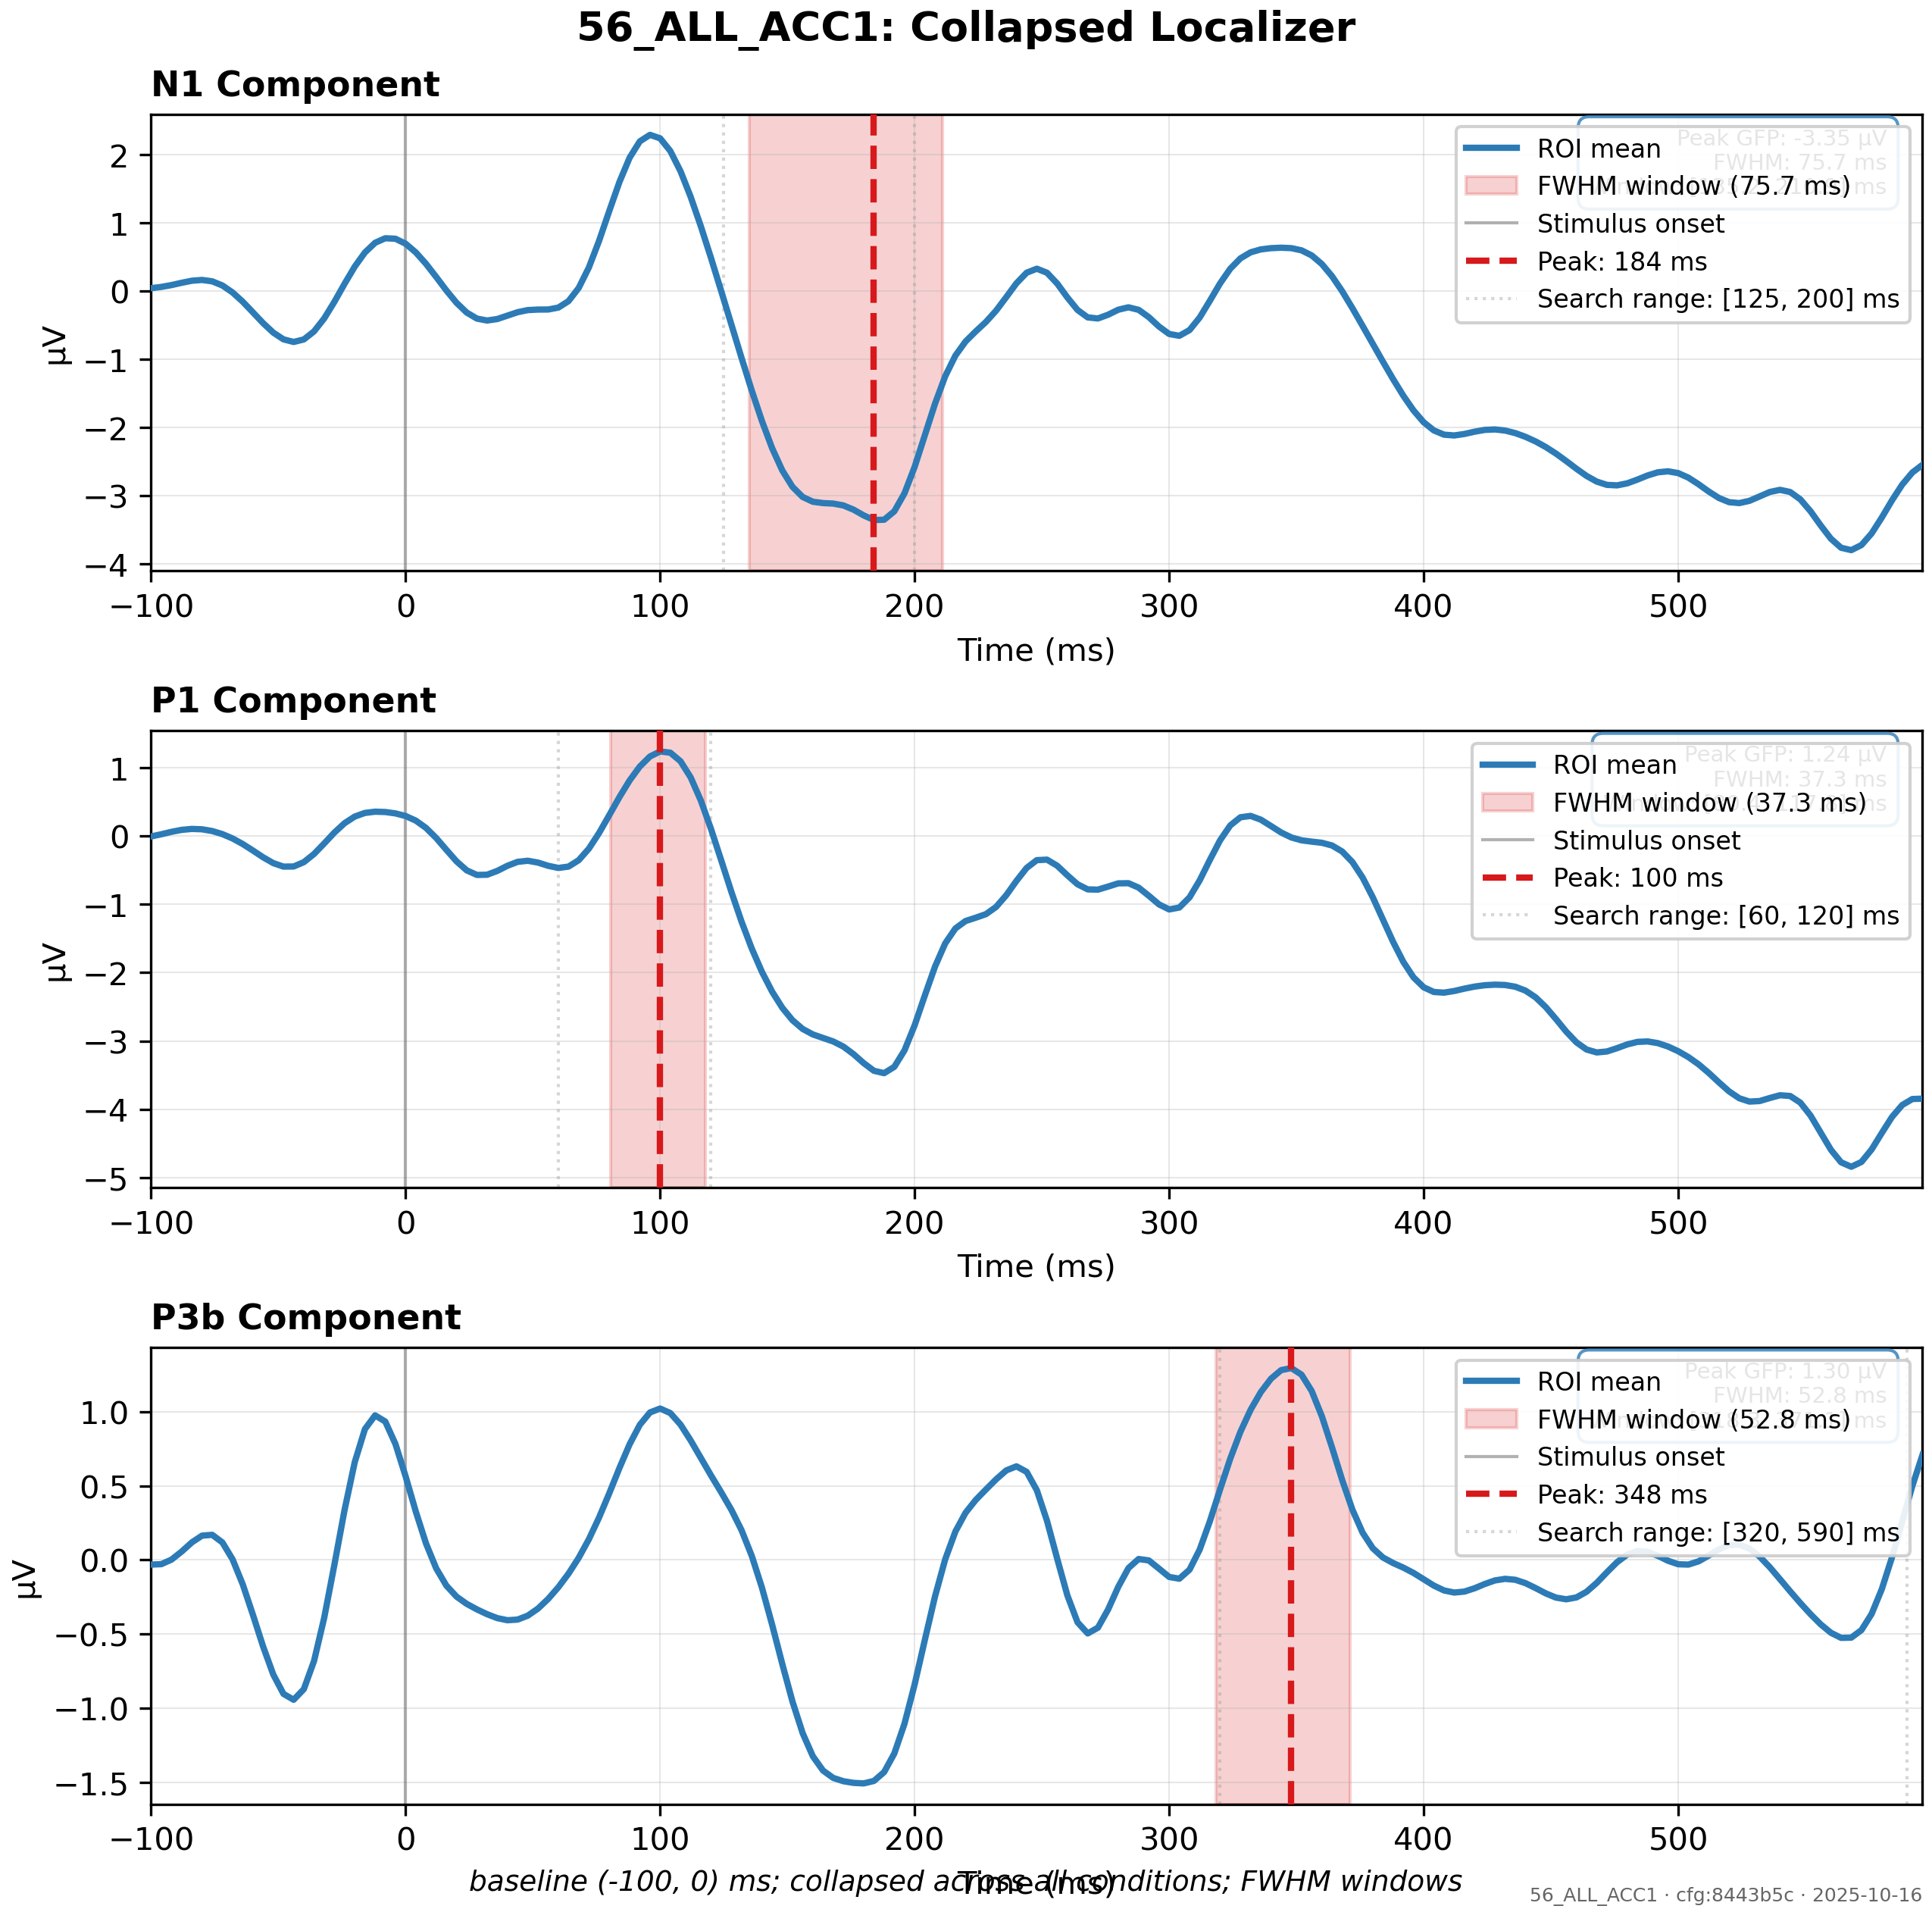 56_ALL_ACC1: Collapsed Localizer
N1 Component
Peak GFP: -3.35 µV
FWHM: 75.7 ms
ms
ROI mean
FWHM window (75.7 ms)
Stimulus onset
Peak: 184 ms
Search range: [125, 200] ms
µV
2
1
0
−1
−2
−3
−4
−100 0 100 200 300 400 500
Time (ms)
P1 Component
Peak GFP: 1.24 µV
FWHM: 37.3 ms
ms
ROI mean
FWHM window (37.3 ms)
Stimulus onset
Peak: 100 ms
Search range: [60, 120] ms
µV
1
0
−1
−2
−3
−4
−5
−100 0 100 200 300 400 500
Time (ms)
P3b Component
Peak GFP: 1.30 µV
FWHM: 52.8 ms
ms
ROI mean
FWHM window (52.8 ms)
Stimulus onset
Peak: 348 ms
Search range: [320, 590] ms
µV
1.0
0.5
0.0
−0.5
−1.0
−1.5
−100 0 100 200 300 400 500
Time (ms)
baseline (-100, 0) ms; collapsed across all conditions; FWHM windows
56_ALL_ACC1 · cfg:8443b5c · 2025-10-16